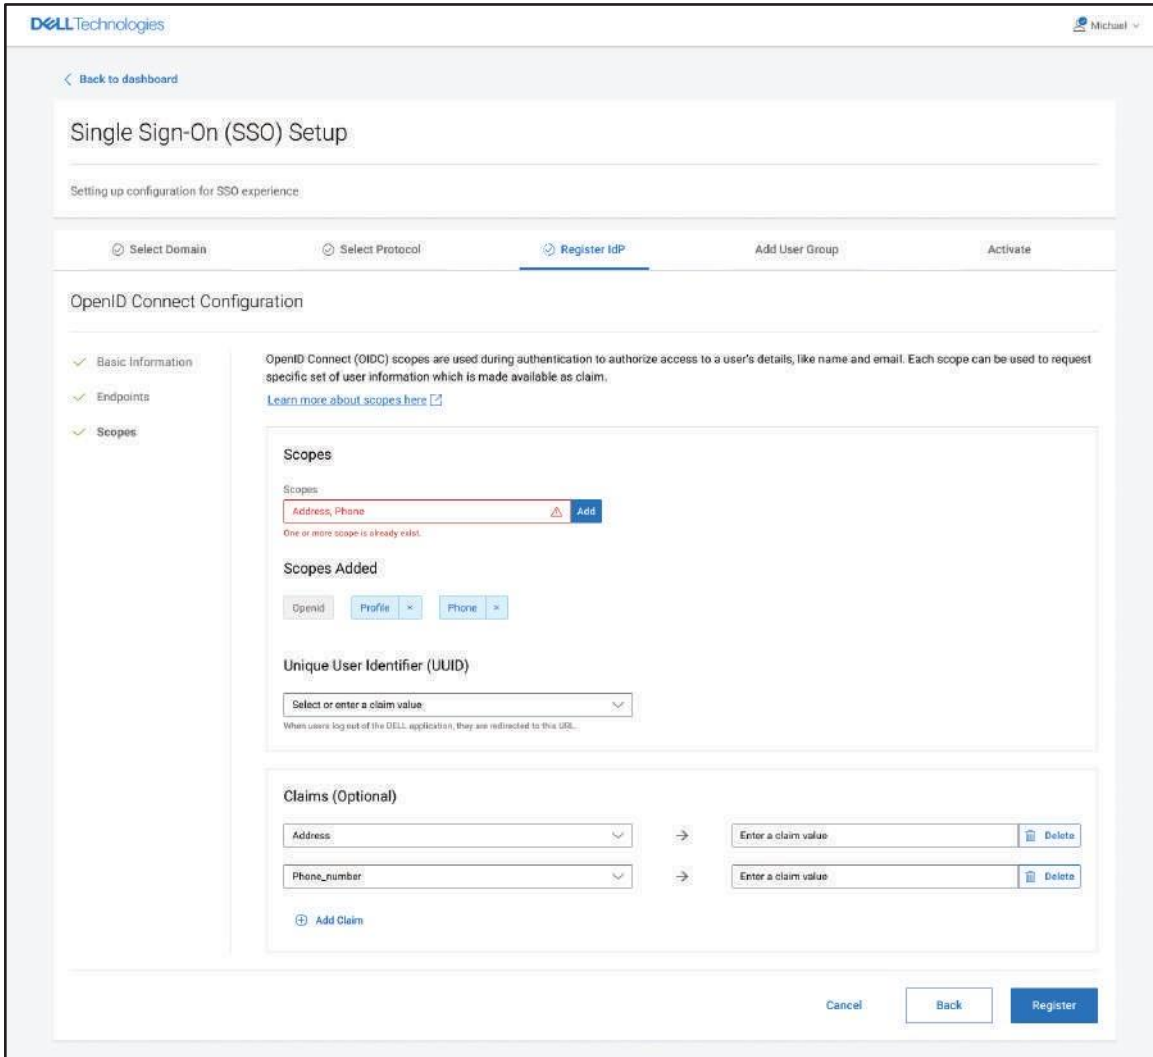 DELLTechnologies
Michael
Back to dashboard
Single Sign-On (SSO) Setup
Setting up configuration for SSO experience
Select Domain
Select Protocol
Register IdP
Add User Group
Activate
OpenID Connect Configuration
Basic Information
Endpoints
Scopes
OpenID Connect (OIDC) scopes are used during authentication to authorize access to a user's details, like name and email. Each scope can be used to request
specific set of user information which is made available as claim.
Learn more about scopes here
Scopes
Scopes
Address, Phone
Add
One or more scope is already exist.
Scopes Added
Openid
Profile ×
Phone ×
Unique User Identifier (UUID)
Select or enter a claim value
When users log out of the DELL application, they are redirected to this URL.
Claims (Optional)
Address
Enter a claim value
Delete
Phone_number
Enter a claim value
Delete
Add Claim
Cancel
Back
Register